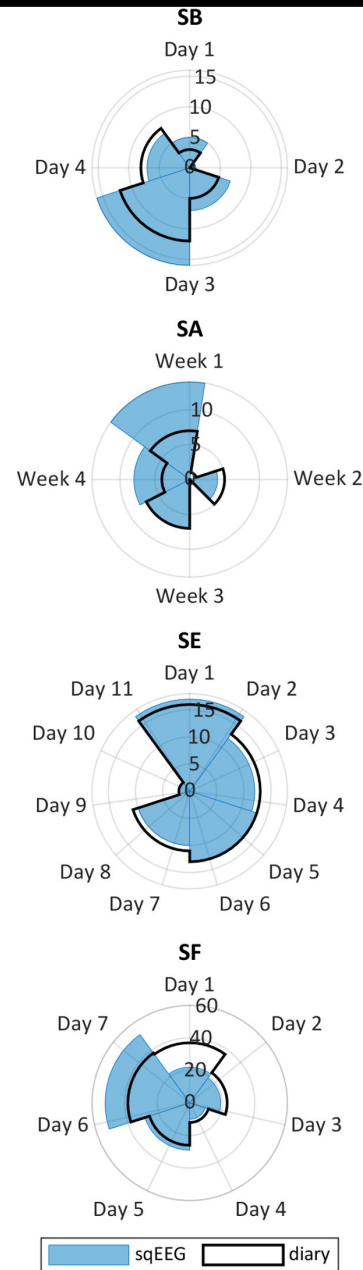 SB
Day 1
15
10
5
0
Day 4
Day 2
Day 3
SA
Week 1
10
5
0
Week 4
Week 2
Week 3
SE
Day 1
Day 11
Day 2
15
Day 10
Day 3
10
5
0
Day 9
Day 4
Day 8
Day 5
Day 7
Day 6
SF
Day 1
60
Day 7
Day 2
40
20
0
Day 6
Day 3
Day 5
Day 4
sqEEG diary